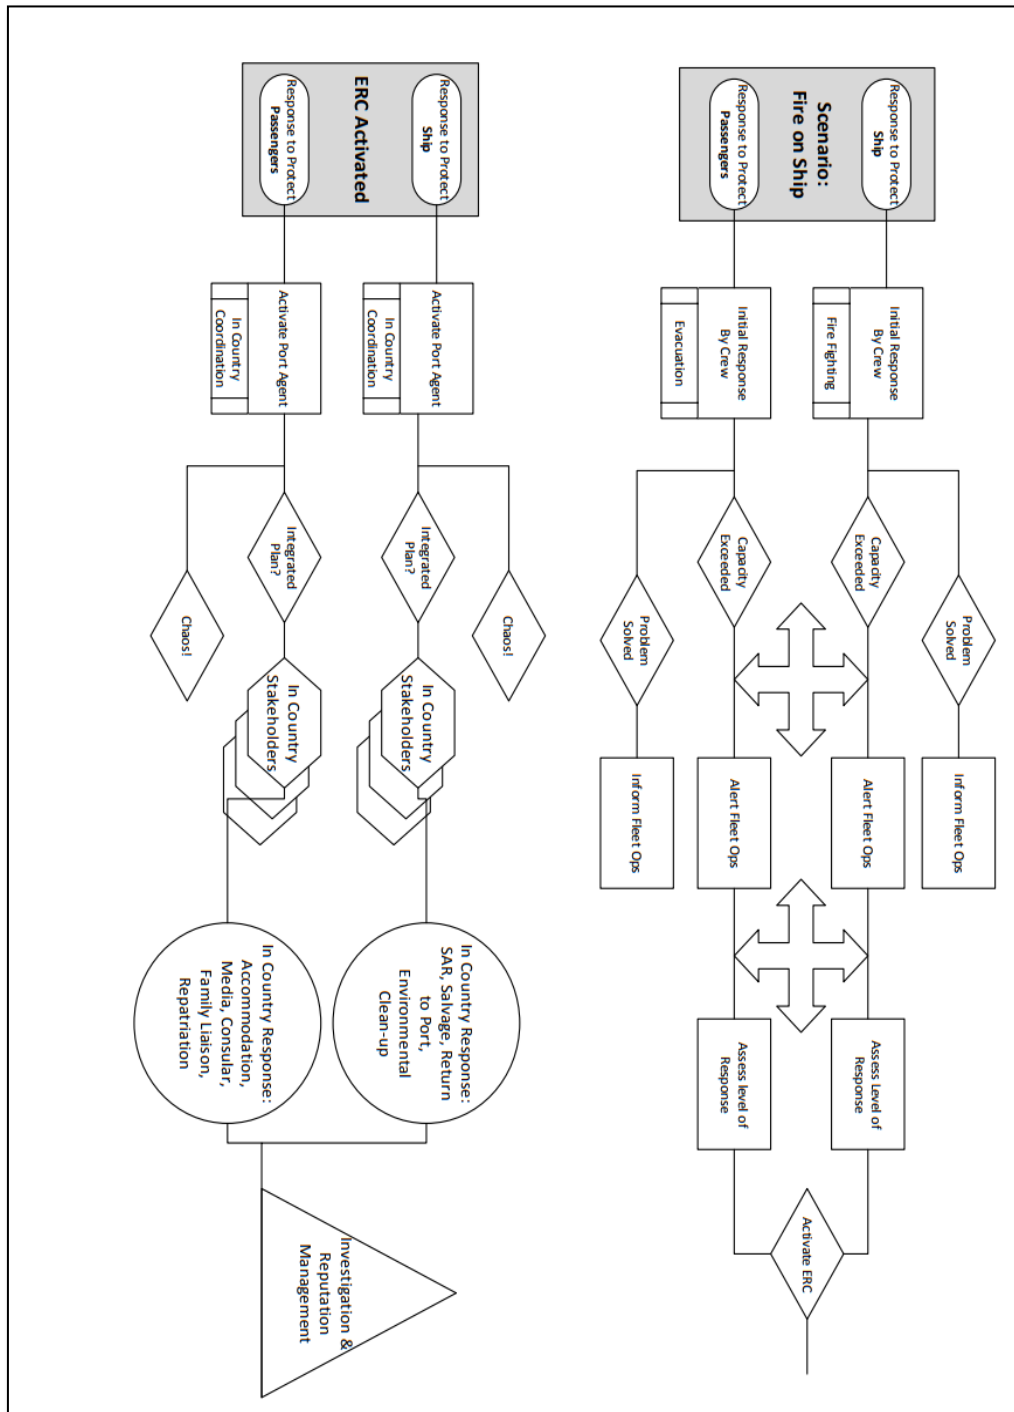 Scenario:
Fire on Ship
Response to Protect
Ship
Initial Response
By Crew
Fire Fighting
Problem
Solved
Inform Fleet Ops
Capacity
Exceeded
Alert Fleet Ops
Assess Level of
Response
Response to Protect
Passengers
Initial Response
By Crew
Evacuation
Capacity
Exceeded
Alert Fleet Ops
Assess level of
Response
Problem
Solved
Inform Fleet Ops
Activate ERC
ERC Activated
Response to Protect
Ship
Activate Port Agent
In Country
Coordination
Chaos!
Integrated
Plan?
In Country
Stakeholders
In Country Response:
SAR, Salvage, Return
to Port,
Environmental
Clean-up
Response to Protect
Passengers
Activate Port Agent
In Country
Coordination
Integrated
Plan?
Chaos!
In Country
Stakeholders
In Country Response:
Accommodation,
Media, Consular,
Family Liaison,
Repatriation
Investigation &
Reputation
Management